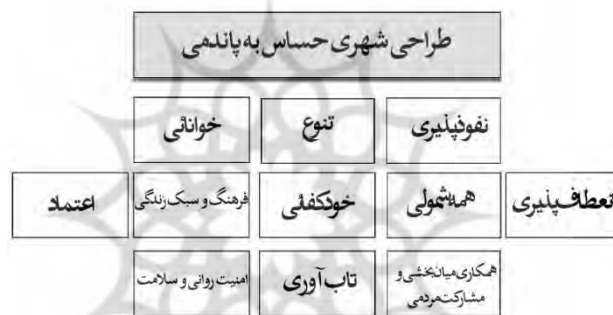 طراحی شهری حساس به پاندمی
نفوذپذیری
تنوع
خوانائی
انعطاف‌پذیری
همه‌شمولی
خودکفئی
فرهنگ و سبک زندگی
اعتماد
همکاری میان‌بخشی و
مشارکت مردمی
تاب‌آوری
امنیت روانی و سلامت